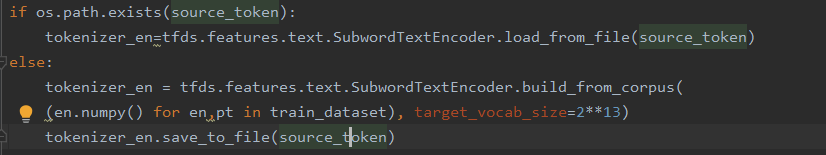 if os.path.exists(source_token):
    tokenizer_en=tfds.features.text.SubwordTextEncoder.load_from_file(source_token)
else:
    tokenizer_en = tfds.features.text.SubwordTextEncoder.build_from_corpus(
    (en.numpy() for en,pt in train_dataset), target_vocab_size=2**13)
    tokenizer_en.save_to_file(source_token)